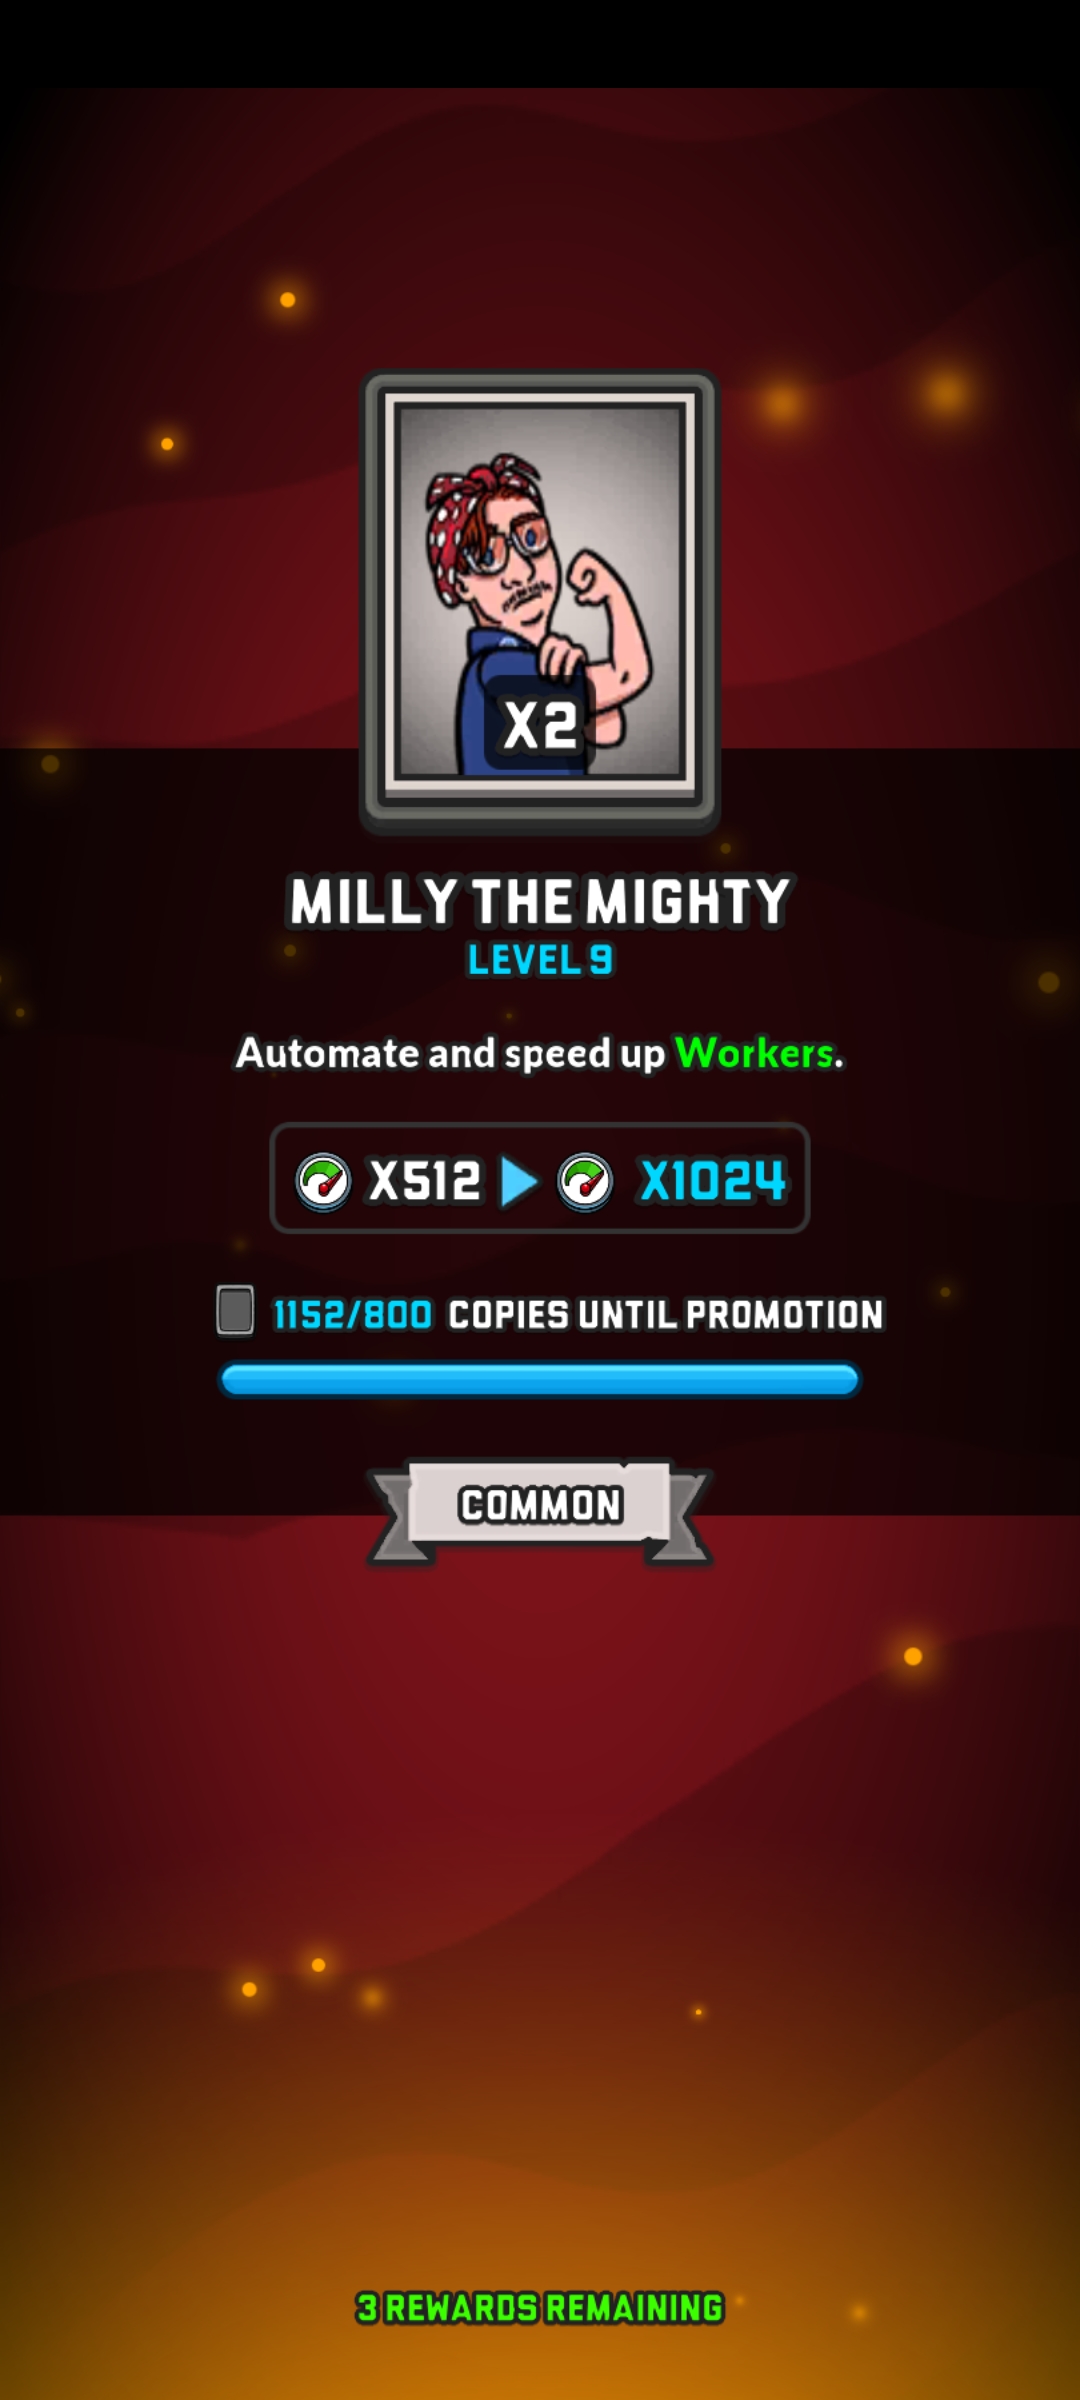 X2
MILLY THE MIGHTY
LEVEL 9
Automate and speed up Workers.
X512 X1024
1152/800 COPIES UNTIL PROMOTION
COMMON
3 REWARDS REMAINING